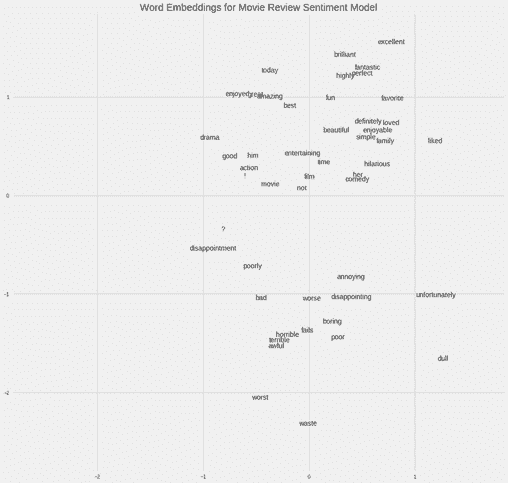 Word Embeddings for Movie Review Sentiment Model
excellent
brilliant
fantastic
today
perfect
highly
enjoyed
great
amazing
fun
favorite
1
best
definitely
loved
beautiful
enjoyable
drama
simple
family
liked
entertaining
good
him
time
hilarious
action
!
film
her
comedy
movie
not
0
?
disappointment
poorly
annoying
bad
worse
disappointing
unfortunately
-1
boring
fails
horrible
poor
terrible
awful
dull
-2
worst
waste
-2
-1
0
1